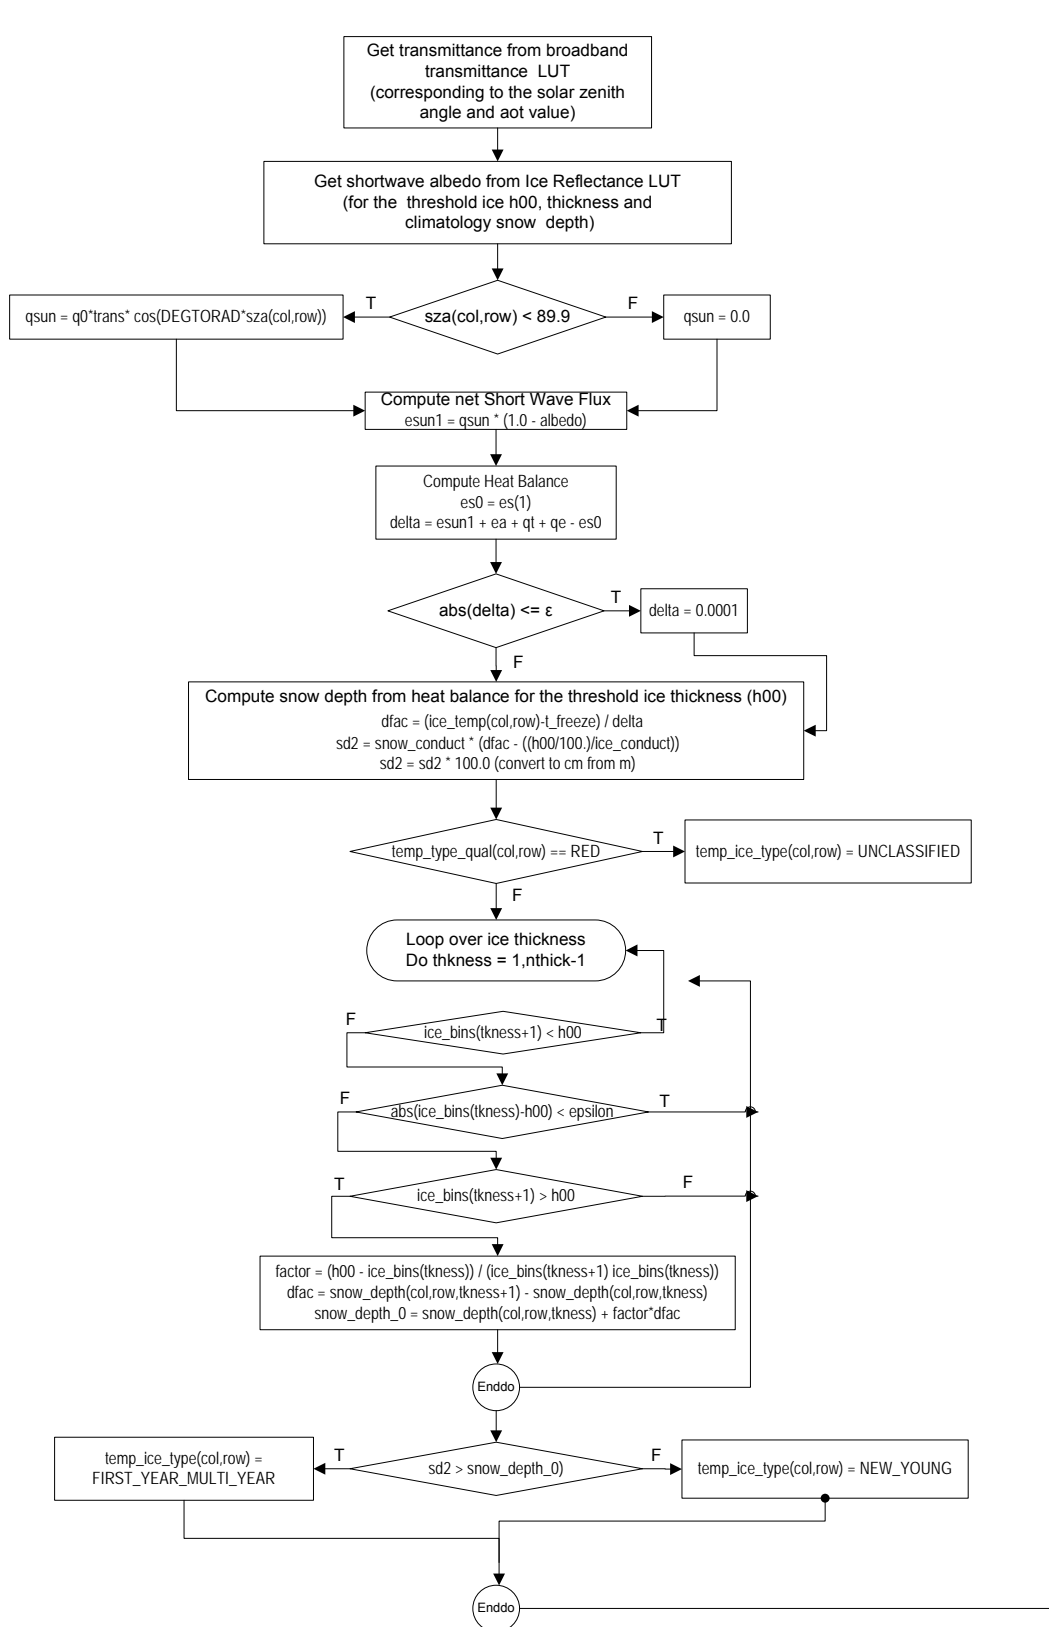 Get transmittance from broadband
transmittance LUT
(corresponding to the solar zenith
angle and aot value)
Get shortwave albedo from Ice Reflectance LUT
(for the threshold ice h00, thickness and
climatology snow depth)
T
F
qsun = q0*trans* cos(DEGTORAD*sza(col,row))
sza(col,row) < 89.9
qsun = 0.0
Compute net Short Wave Flux
esun1 = qsun * (1.0 - albedo)
Compute Heat Balance
es0 = es(1)
delta = esun1 + ea + qt + qe - es0
abs(delta) <= ε
T
delta = 0.0001
F
Compute snow depth from heat balance for the threshold ice thickness (h00)
dfac = (ice_temp(col,row)-t_freeze) / delta
sd2 = snow_conduct * (dfac - ((h00/100.)/ice_conduct))
sd2 = sd2 * 100.0 (convert to cm from m)
temp_type_qual(col,row) == RED
T
temp_ice_type(col,row) = UNCLASSIFIED
F
Loop over ice thickness
Do thkness = 1,nthick-1
F
ice_bins(tkness+1) < h00
T
F
abs(ice_bins(tkness)-h00) < epsilon
T
T
ice_bins(tkness+1) > h00
F
factor = (h00 - ice_bins(tkness)) / (ice_bins(tkness+1) ice_bins(tkness))
dfac = snow_depth(col,row,tkness+1) - snow_depth(col,row,tkness)
snow_depth_0 = snow_depth(col,row,tkness) + factor*dfac
Enddo
temp_ice_type(col,row) =
FIRST_YEAR_MULTI_YEAR
T
sd2 > snow_depth_0)
F
temp_ice_type(col,row) = NEW_YOUNG
Enddo